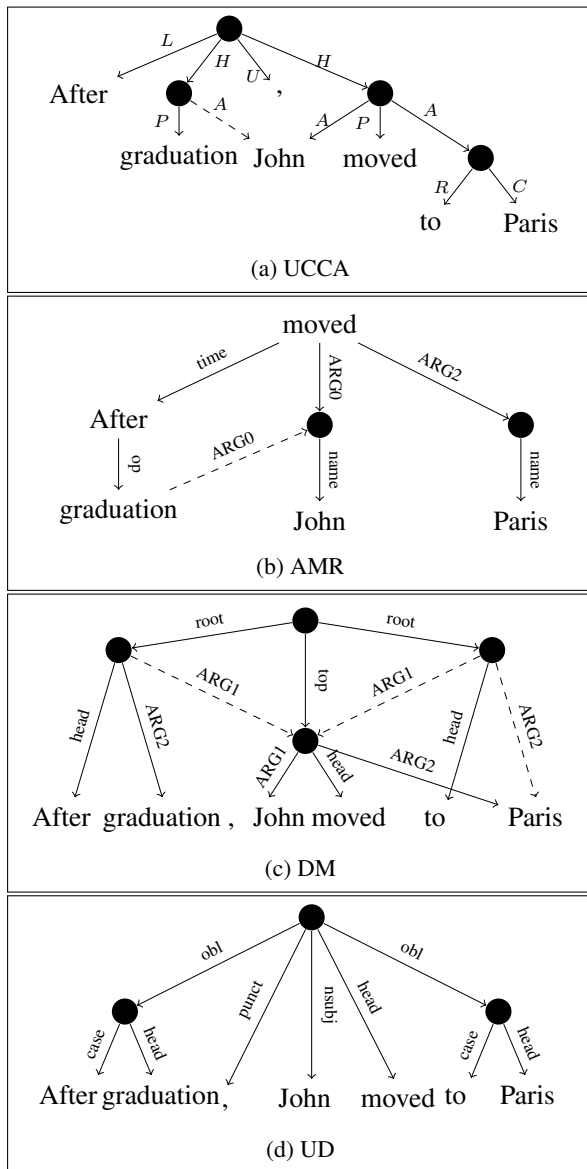 L H U H
After , 
P A A P A
graduation John moved
R C
to Paris
(a) UCCA
moved
time ARG0 ARG2
After
op ARG0 name name
graduation
John Paris
(b) AMR
root root
ARG1 top ARG1
head ARG2 head ARG2
ARG1 head ARG2
After graduation , John moved to Paris
(c) DM
obl obl
punct nsubj head
case head case head
After graduation, John moved to Paris
(d) UD